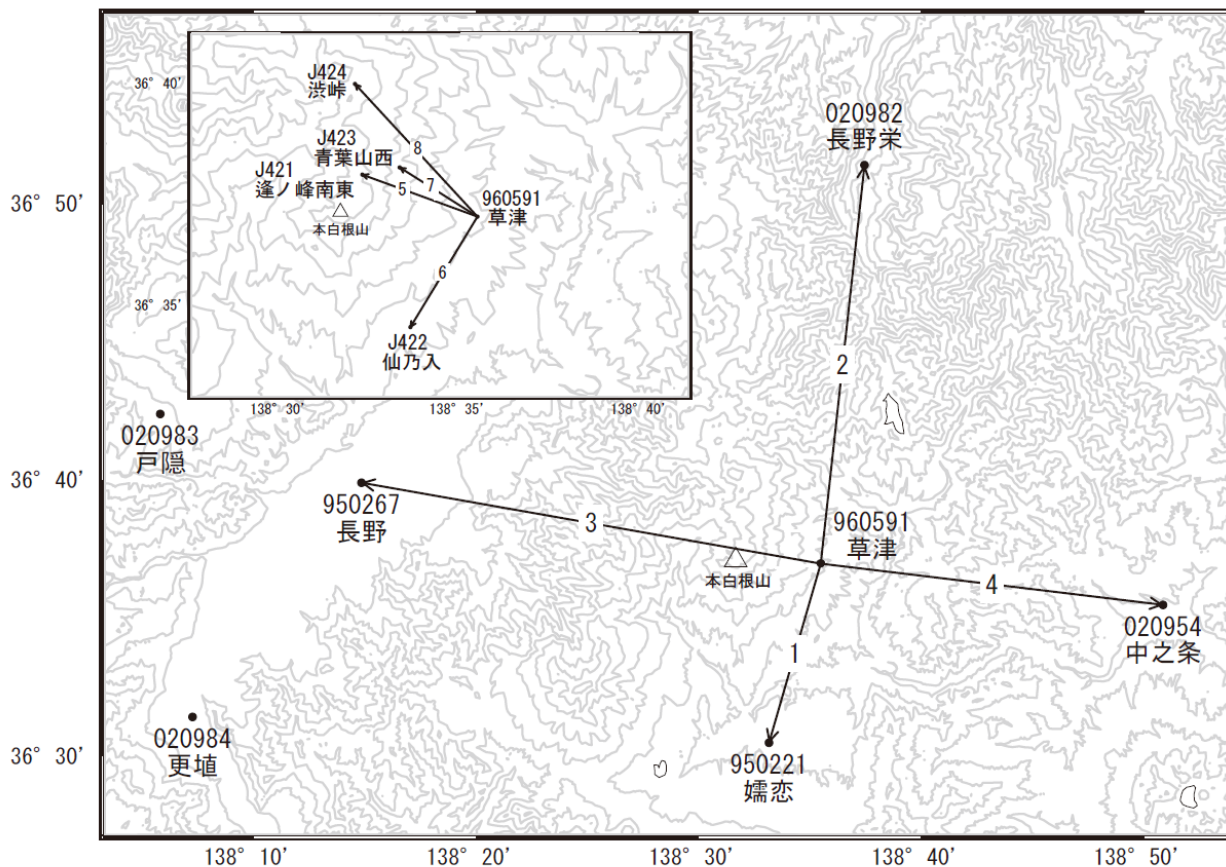 36° 40'
36° 35'
138° 30'
138° 35'
138° 40'
J424
渋峠
J423
青葉山西
J421
逢ノ峰南東
本白根山
8
7
5
6
960591
草津
J422
仙乃入
36° 50'
36° 40'
36° 30'
020982
長野栄
2
020983
戸隠
950267
長野
3
本白根山
960591
草津
4
020954
中之条
1
020984
更埴
950221
嬬恋
138° 10'
138° 20'
138° 30'
138° 40'
138° 50'